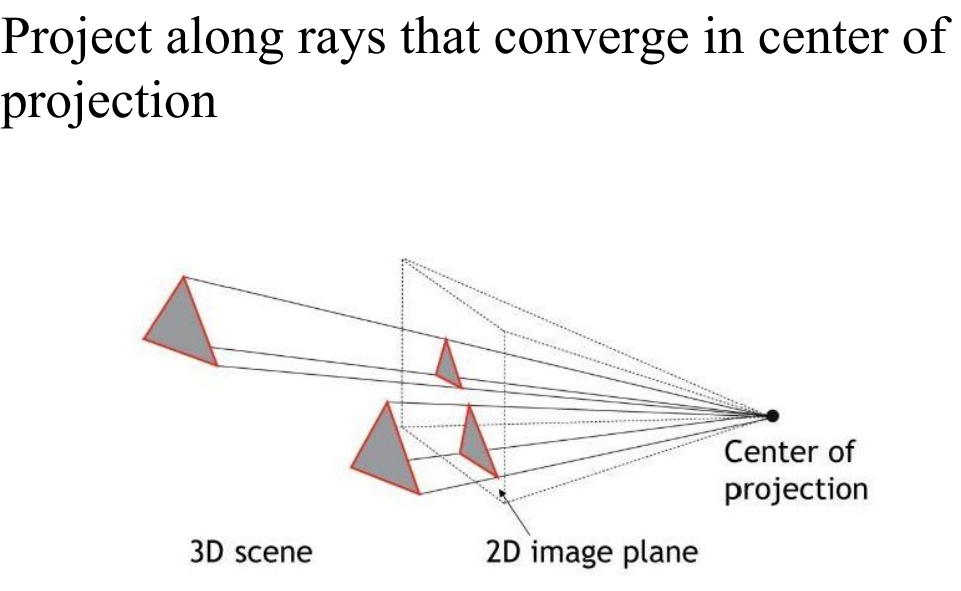 Project along rays that converge in center of
projection
Center of
projection
3D scene
2D image plane